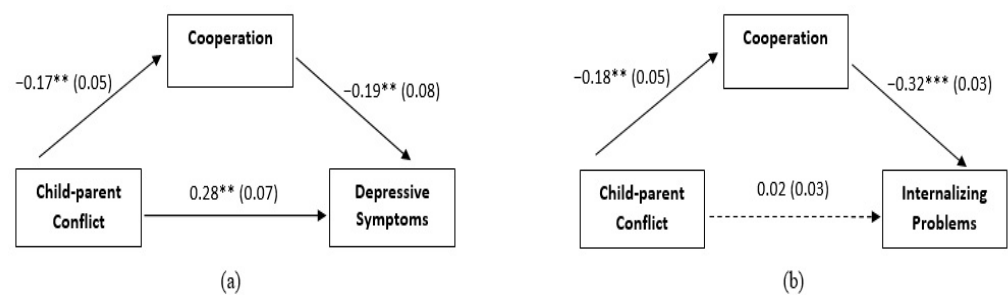 Cooperation
−0.17** (0.05)
−0.19** (0.08)
Child-parent
Conflict
0.28** (0.07)
Depressive
Symptoms
(a)
Cooperation
−0.18** (0.05)
−0.32*** (0.03)
Child-parent
Conflict
0.02 (0.03)
Internalizing
Problems
(b)